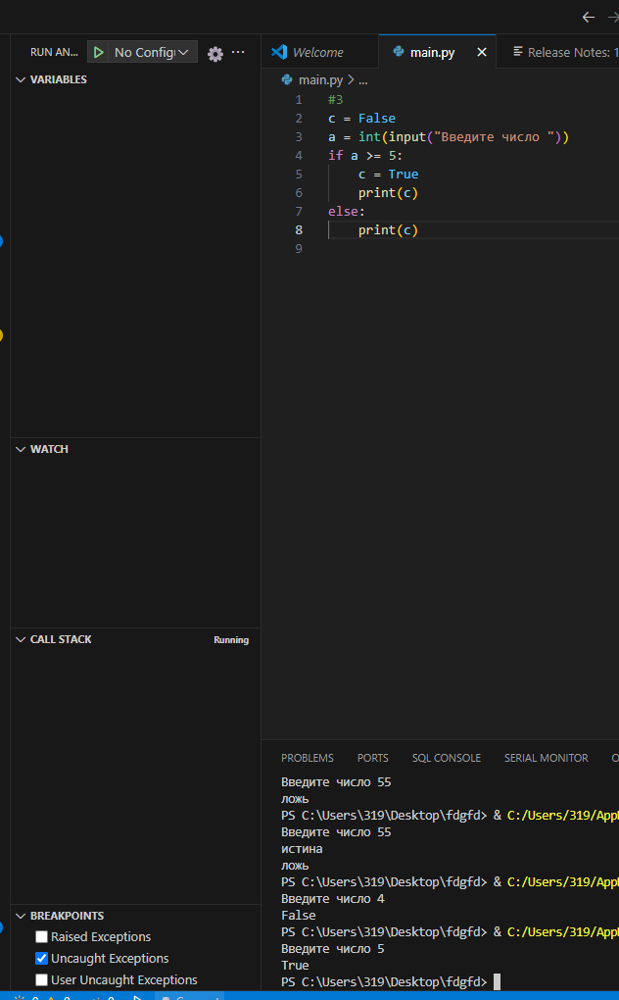 RUN AN... No Config
VARIABLES
WATCH
CALL STACK Running
BREAKPOINTS
Raised Exceptions
Uncaught Exceptions
User Uncaught Exceptions
Welcome main.py Release Notes: 1
main.py > ...
1 #3
2 c = False
3 a = int(input("Введите число "))
4 if a >= 5:
5 c = True
6 print(c)
7 else:
8 print(c)
9
PROBLEMS PORTS SQL CONSOLE SERIAL MONITOR
Введите число 55
ложь
PS C:\Users\319\Desktop\fdgfd> & C:/Users/319/App
Введите число 55
истина
ложь
PS C:\Users\319\Desktop\fdgfd> & C:/Users/319/App
Введите число 4
False
PS C:\Users\319\Desktop\fdgfd> & C:/Users/319/App
Введите число 5
True
PS C:\Users\319\Desktop\fdgfd>